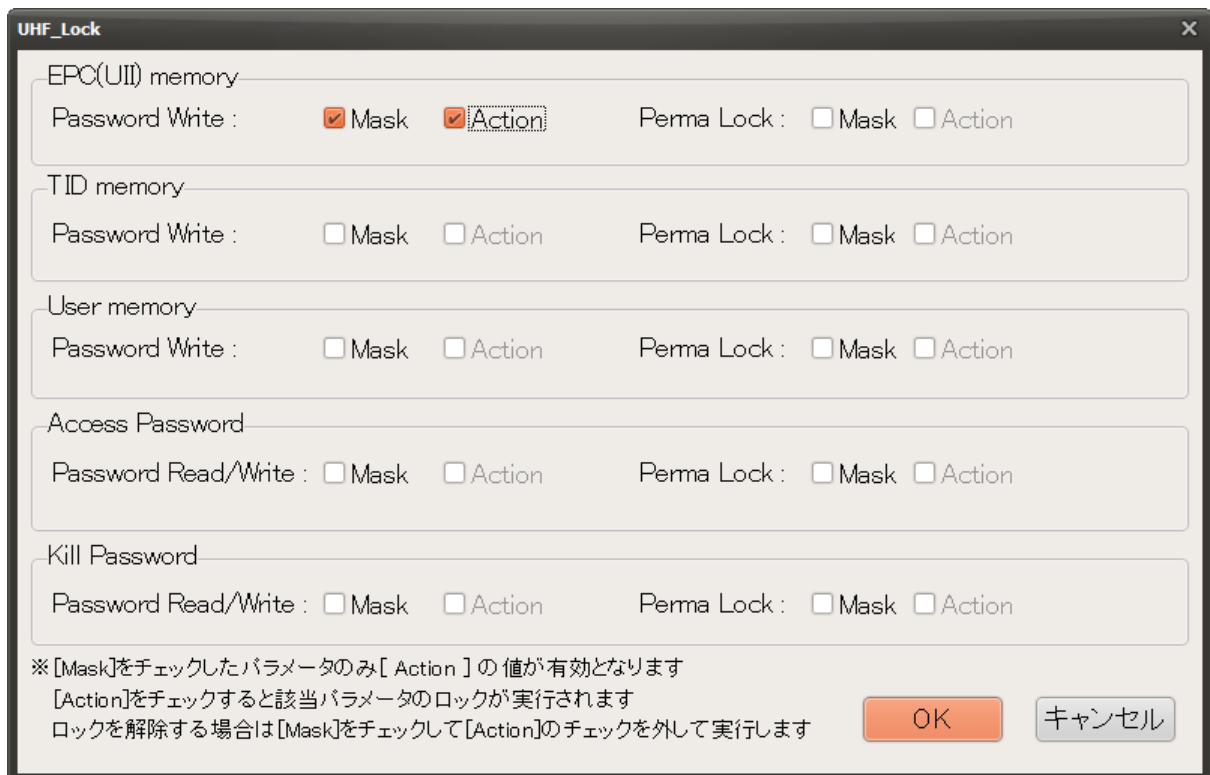 UHF_Lock
EPC(UII) memory
Password Write : Mask Action Perma Lock : Mask Action
TID memory
Password Write : Mask Action Perma Lock : Mask Action
User memory
Password Write : Mask Action Perma Lock : Mask Action
Access Password
Password Read/Write : Mask Action Perma Lock : Mask Action
Kill Password
Password Read/Write : Mask Action Perma Lock : Mask Action
※[Mask]をチェックしたパラメータのみ[ Action ] の 値が有効となります
[Action]をチェックすると該当パラメータのロックが実行されます
ロックを解除する場合は[Mask]をチェックして[Action]のチェックを外して実行します
OK キャンセル